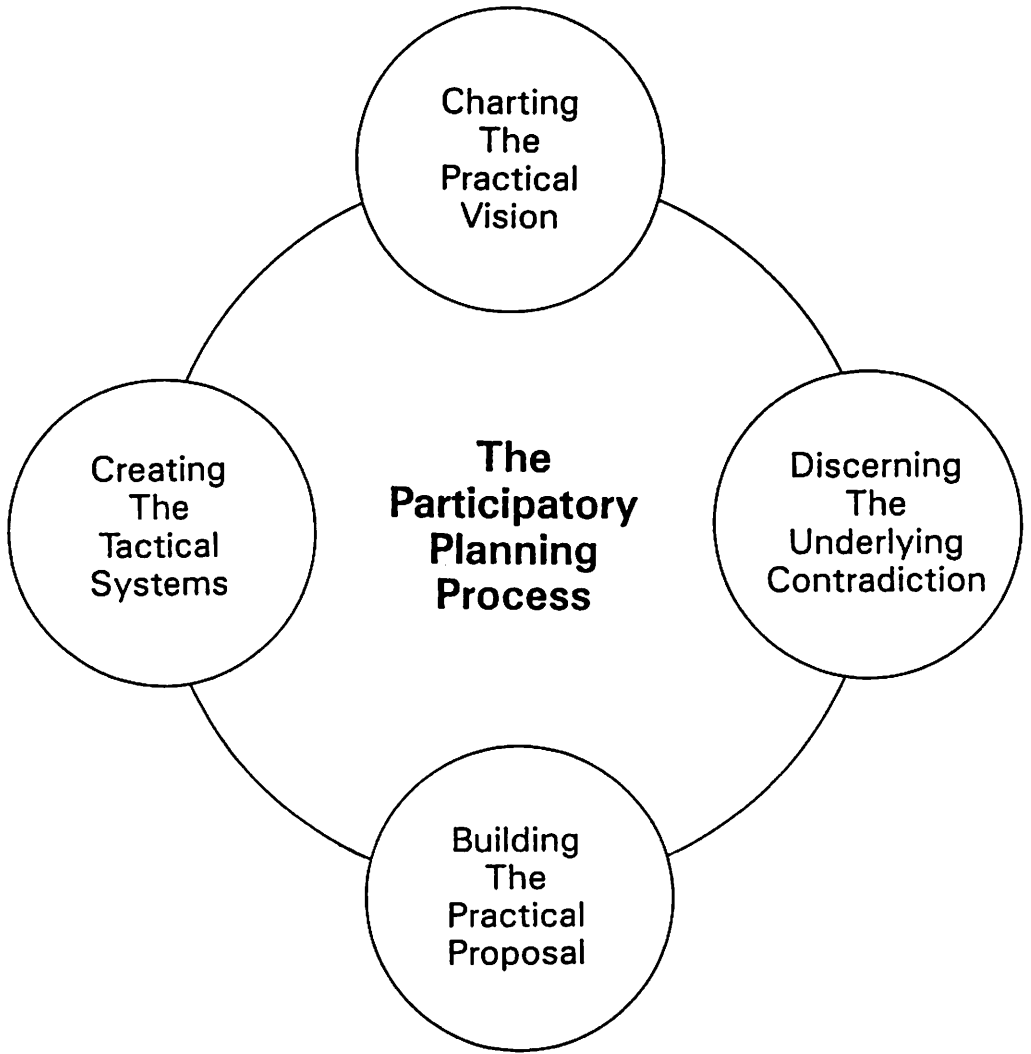 Charting
The
Practical
Vision
Creating
The
Tactical
Systems
The
Participatory
Planning
Process
Discerning
The
Underlying
Contradiction
Building
The
Practical
Proposal